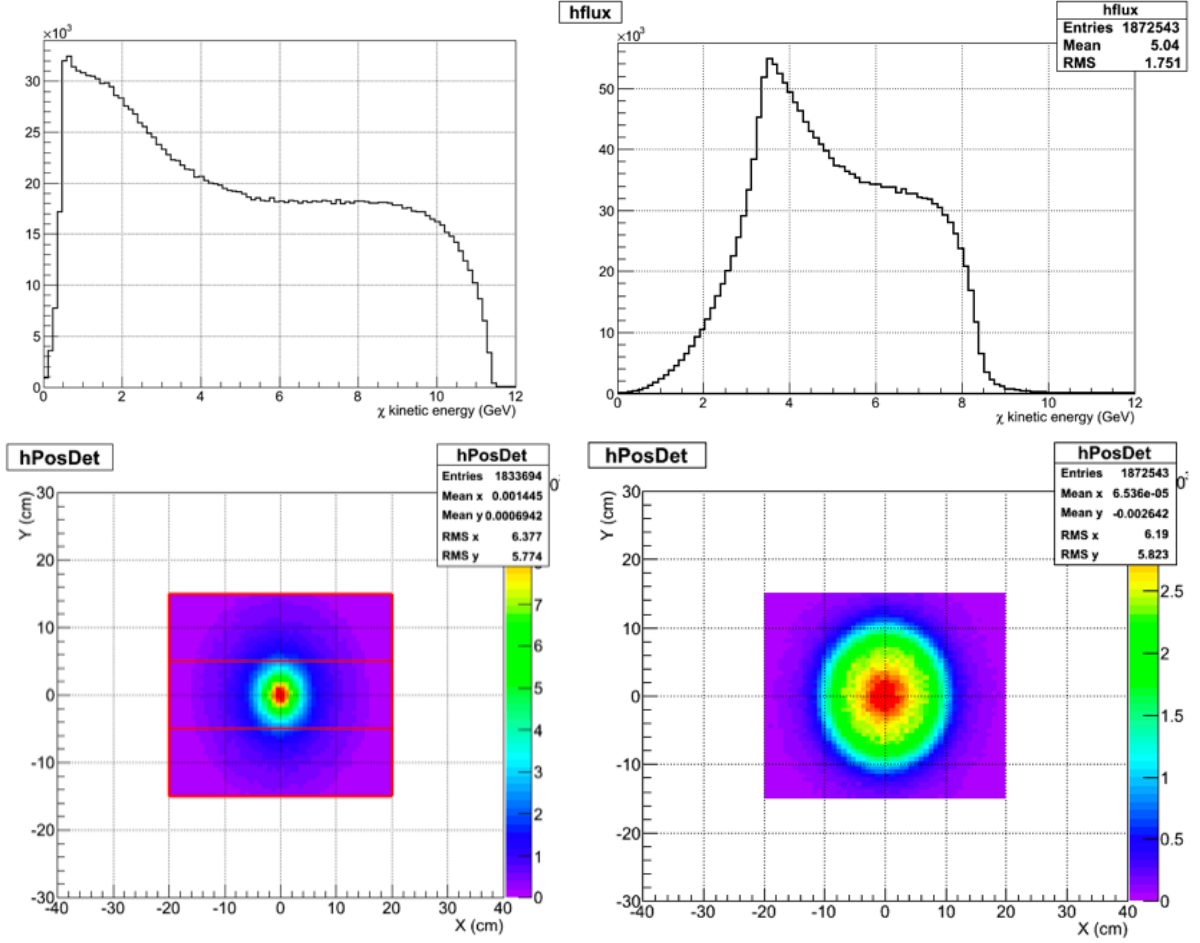 ×10³
30
25
20
15
10
5
0
0 2 4 6 8 10 12
χ kinetic energy (GeV)
hflux
hflux
Entries 1872543
Mean 5.04
RMS 1.751
×10³
50
40
30
20
10
0
0 2 4 6 8 10 12
χ kinetic energy (GeV)
hPosDet
hPosDet
Entries 1833694
Mean x 0.001445
Mean y 0.0006942
RMS x 6.377
RMS y 5.774
Y (cm)
30
20
10
0
-10
-20
-30
-40 -30 -20 -10 0 10 20 30 40
X (cm)
7
6
5
4
3
2
1
0
hPosDet
hPosDet
Entries 1872543
Mean x 6.536e-05
Mean y -0.002642
RMS x 6.19
RMS y 5.823
Y (cm)
30
20
10
0
-10
-20
-30
-40 -30 -20 -10 0 10 20 30 40
X (cm)
2.5
2
1.5
1
0.5
0